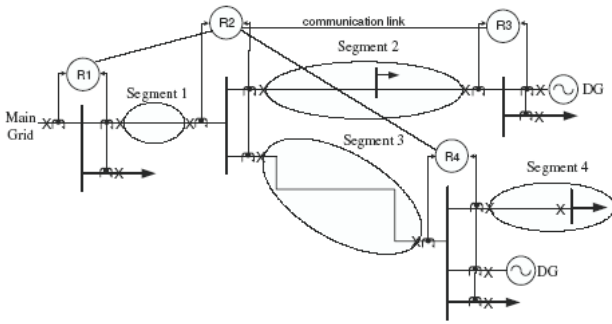 R2
communication link
R3
Segment 2
R1
Segment 1
DG
Main
Grid
Segment 3
R4
Segment 4
DG